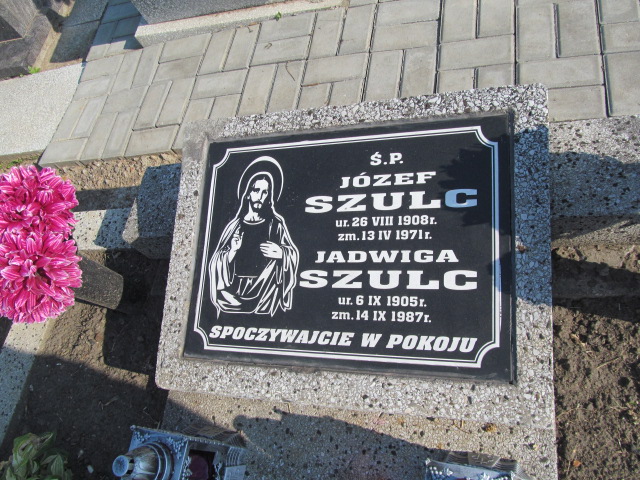 Ś.P.
JÓZEF
SZULC
ur. 26 VIII 1908r.
zm. 13 IV 1971r.
JADWIGA
SZULC
ur. 6 IX 1905r.
zm. 14 IX 1987r.
SPOCZYWAJCIE W POKOJU